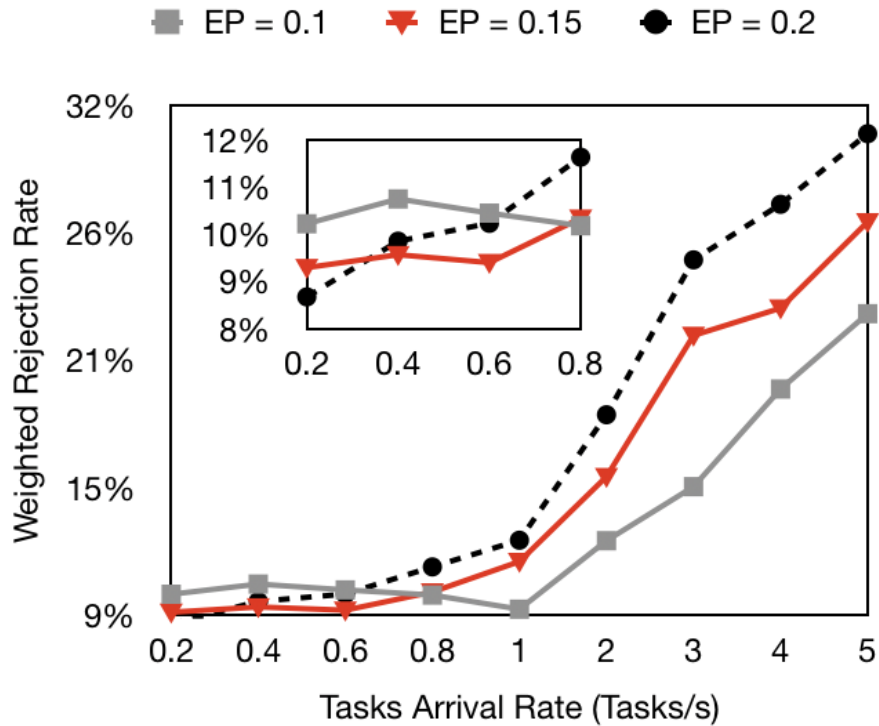 EP = 0.1 EP = 0.15 EP = 0.2
Weighted Rejection Rate
32%
26%
21%
15%
9%
12%
11%
10%
9%
8%
0.2 0.4 0.6 0.8
0.2 0.4 0.6 0.8 1 2 3 4 5
Tasks Arrival Rate (Tasks/s)